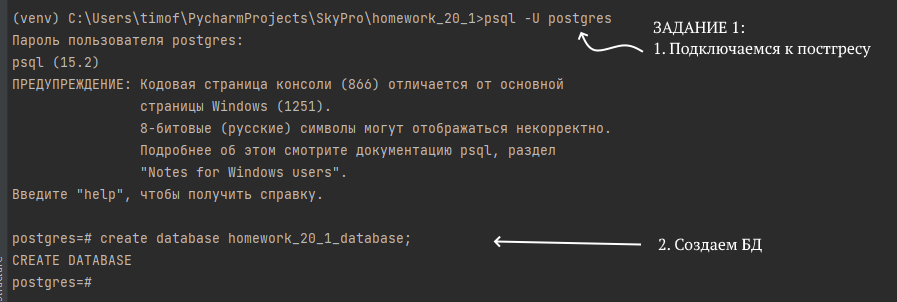 (venv) C:\Users\timof\PycharmProjects\SkyPro\homework_20_1>psql -U postgres
ЗАДАНИЕ 1:
1. Подключаемся к постгресу
Пароль пользователя postgres:
psql (15.2)
ПРЕДУПРЕЖДЕНИЕ: Кодовая страница консоли (866) отличается от основной
страницы Windows (1251).
8-битовые (русские) символы могут отображаться некорректно.
Подробнее об этом смотрите документацию psql, раздел
"Notes for Windows users".
Введите "help", чтобы получить справку.
postgres=# create database homework_20_1_database;
2. Создаем БД
CREATE DATABASE
postgres=#